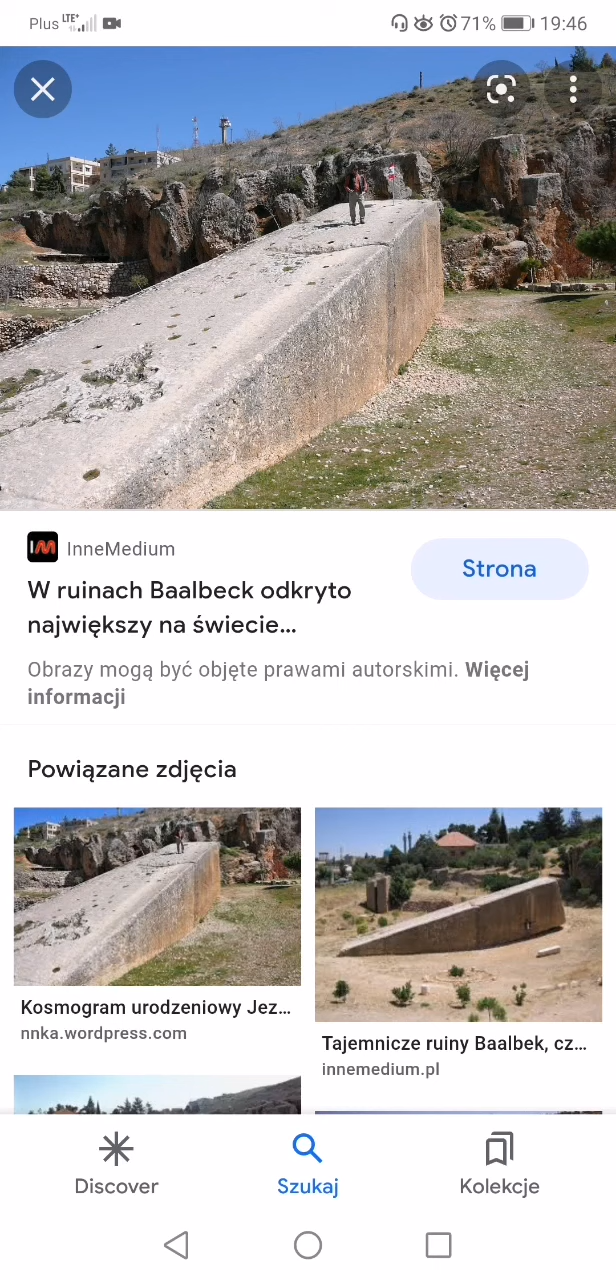 Plus LTE+ 71% 19:46
IM InneMedium
Strona
W ruinach Baalbeck odkryto
największy na świecie...
Obrazy mogą być objęte prawami autorskimi. Więcej
informacji
Powiązane zdjęcia
Kosmogram urodzeniowy Jez...
nnka.wordpress.com
Tajemnicze ruiny Baalbek, cz...
innemedium.pl
Discover
Szukaj
Kolekcje